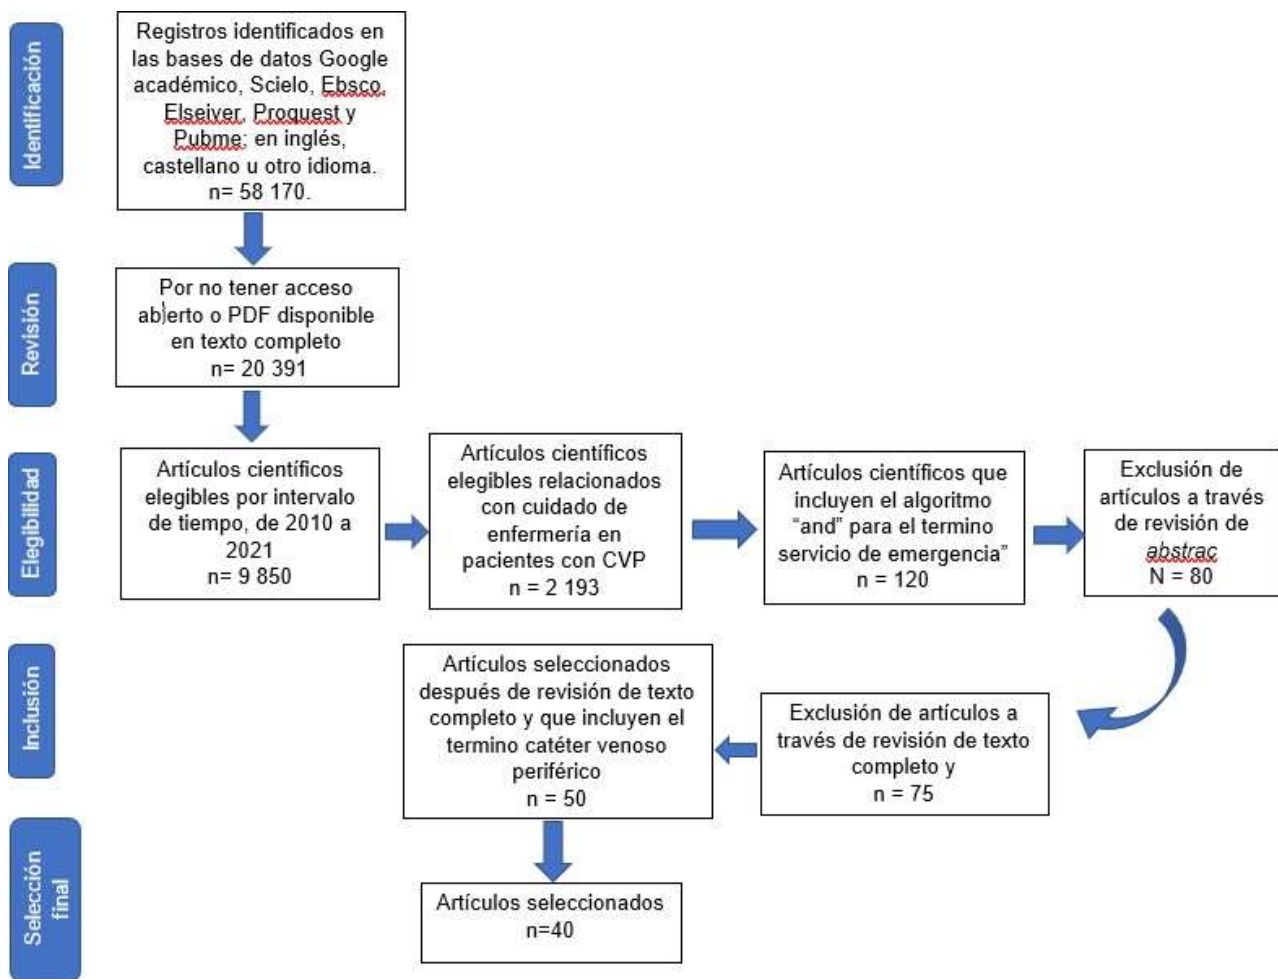 Identificación
Registros identificados en
las bases de datos Google
académico, Scielo, Ebsco,
Elseiver, Proquest y
Pubme; en inglés,
castellano u otro idioma.
n= 58 170.
Revisión
Por no tener acceso
abierto o PDF disponible
en texto completo
n= 20 391
Elegibilidad
Artículos científicos
elegibles por intervalo
de tiempo, de 2010 a
2021
n= 9 850
Artículos científicos
elegibles relacionados
con cuidado de
enfermería en
pacientes con CVP
n = 2 193
Artículos científicos que
incluyen el algoritmo
“and” para el termino
servicio de emergencia”
n = 120
Exclusión de
artículos a través
de revisión de
abstrac
N = 80
Inclusión
Artículos seleccionados
después de revisión de texto
completo y que incluyen el
termino catéter venoso
periférico
n = 50
Exclusión de artículos a
través de revisión de texto
completo y
n = 75
Selección
final
Artículos seleccionados
n=40